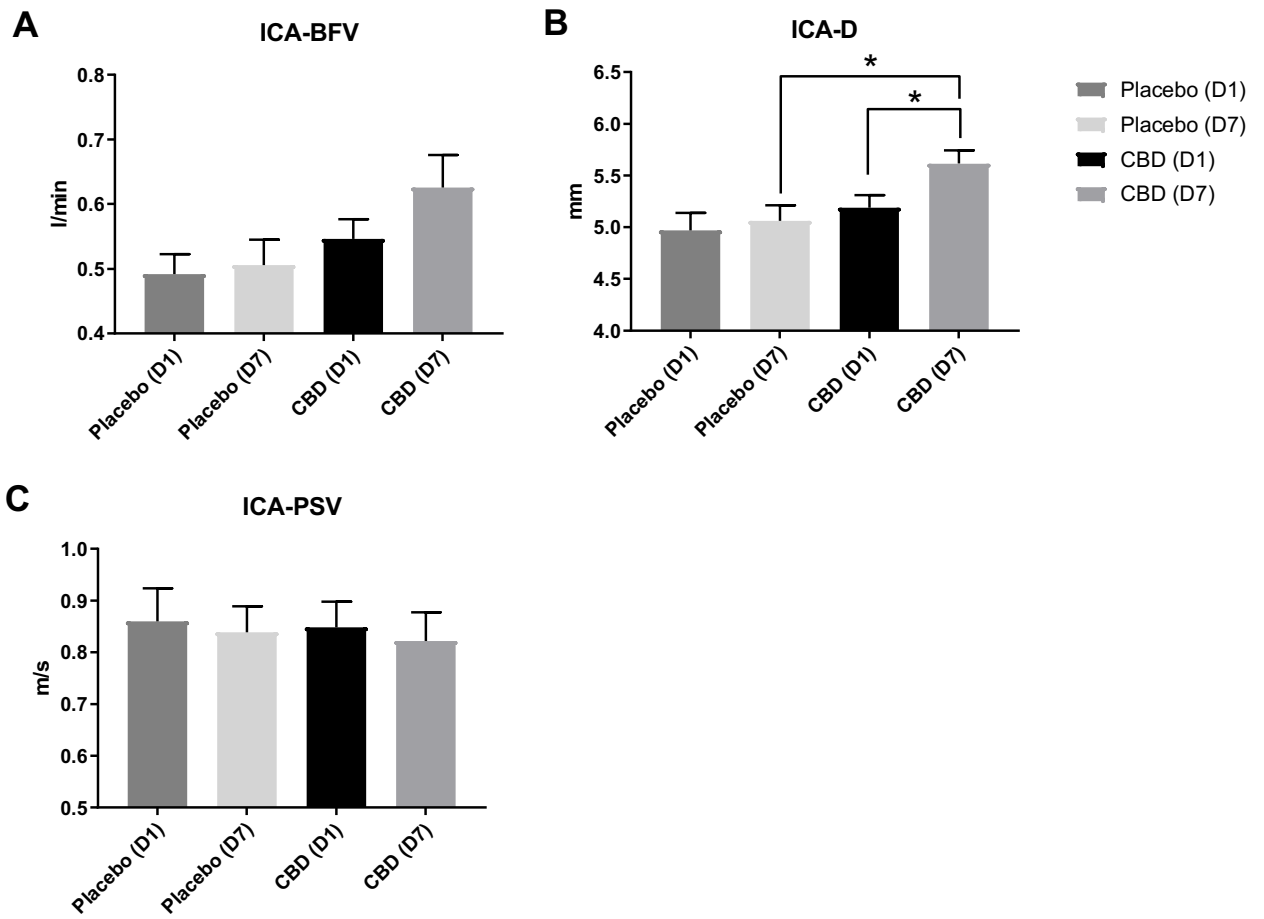 A
ICA-BFV
0.8
0.7
0.6
0.5
0.4
l/min
Placebo (D1)
Placebo (D7)
CBD (D1)
CBD (D7)
B
ICA-D
6.5
6.0
5.5
5.0
4.5
4.0
mm
*
*
Placebo (D1)
Placebo (D7)
CBD (D1)
CBD (D7)
Placebo (D1)
Placebo (D7)
CBD (D1)
CBD (D7)
C
ICA-PSV
1.0
0.9
0.8
0.7
0.6
0.5
m/s
Placebo (D1)
Placebo (D7)
CBD (D1)
CBD (D7)